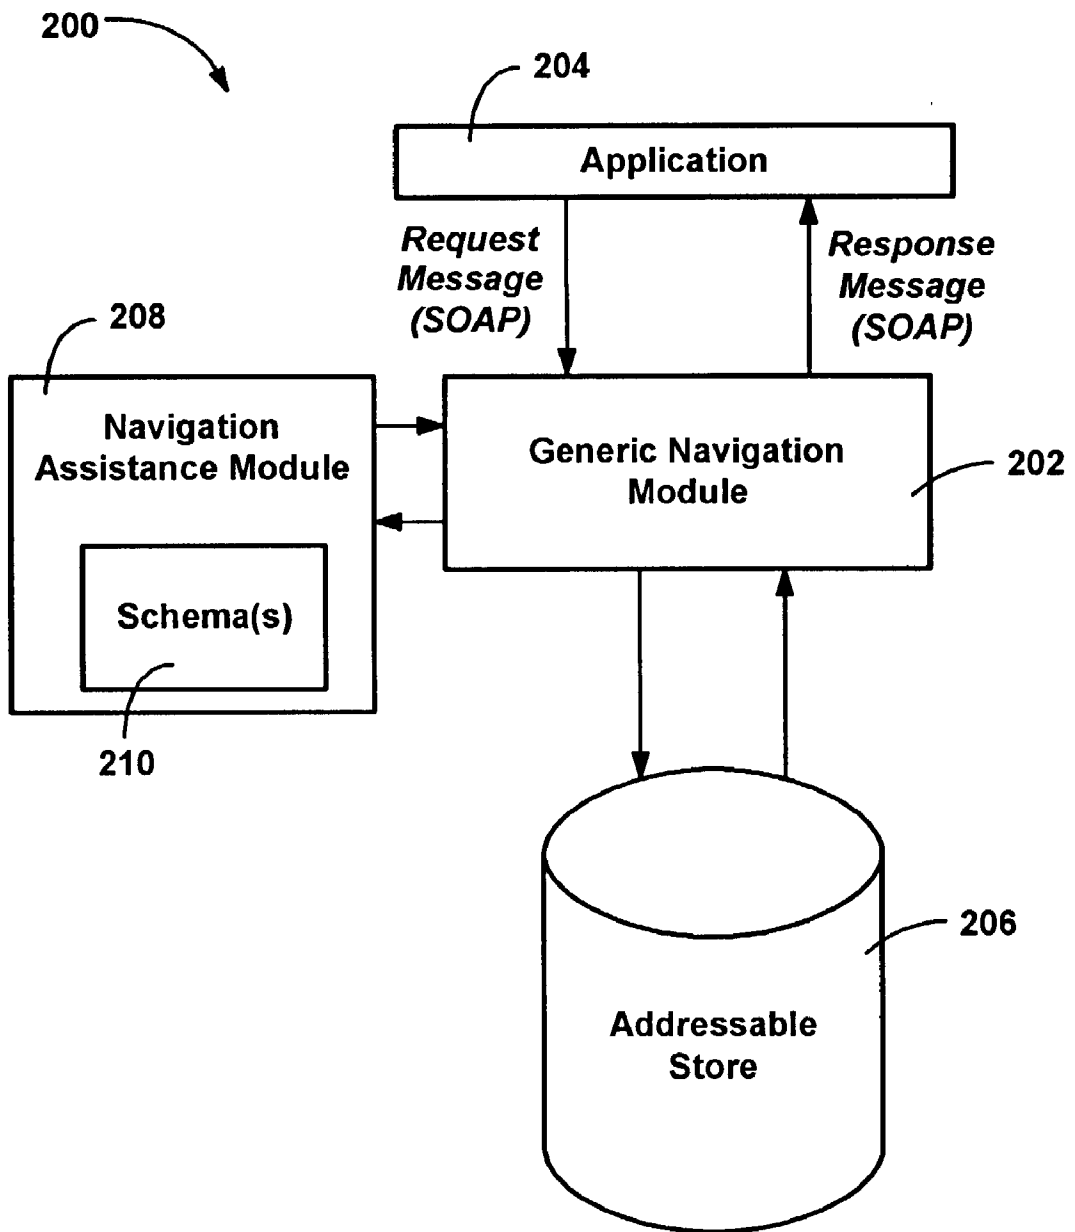 200
204
Application
Request
Message
(SOAP)
Response
Message
(SOAP)
208
Navigation
Assistance Module
Generic Navigation
Module
202
Schema(s)
210
206
Addressable
Store